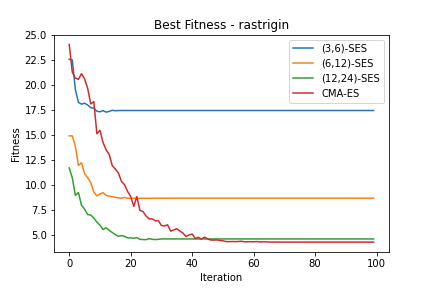 Best Fitness - rastrigin
25.0
22.5
20.0
17.5
15.0
12.5
10.0
7.5
5.0
Fitness
(3,6)-SES
(6,12)-SES
(12,24)-SES
CMA-ES
0 20 40 60 80 100
Iteration